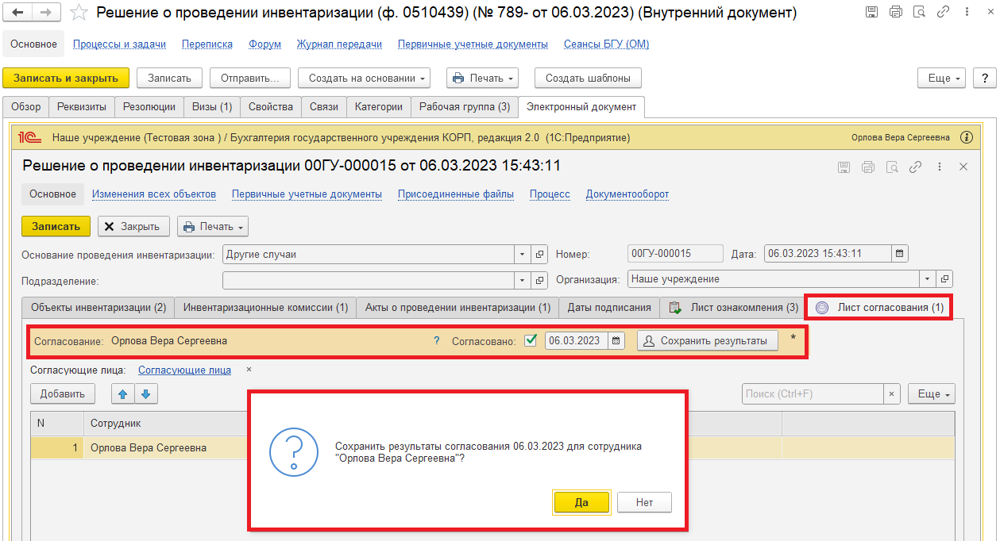 Решение о проведении инвентаризации (ф. 0510439) (№ 789- от 06.03.2023) (Внутренний документ)
Основное Процессы и задачи Переписка Форум Журнал передачи Первичные учетные документы Сеансы БГУ (ОМ)
Записать и закрыть Записать Отправить... Создать на основании Печать Создать шаблоны Еще ?
Обзор Реквизиты Резолюции Визы (1) Свойства Связи Категории Рабочая группа (3) Электронный документ
1С Наше учреждение (Тестовая зона ) / Бухгалтерия государственного учреждения КОРП, редакция 2.0 (1С:Предприятие) Орлова Вера Сергеевна
Решение о проведении инвентаризации 00ГУ-000015 от 06.03.2023 15:43:11
Основное Изменения всех объектов Первичные учетные документы Присоединенные файлы Процесс Документооборот
Записать Закрыть Печать
Основание проведения инвентаризации: Другие случаи Номер: 00ГУ-000015 Дата: 06.03.2023 15:43:11
Подразделение: Организация: Наше учреждение
Объекты инвентаризации (2) Инвентаризационные комиссии (1) Акты о проведении инвентаризации (1) Даты подписания Лист ознакомления (3) Лист согласования (1)
Согласование: Орлова Вера Сергеевна ? Согласовано: 06.03.2023 Сохранить результаты *
Согласующие лица: Согласующие лица ×
Добавить Поиск (Ctrl+F) × Еще
N Сотрудник
1 Орлова Вера Сергеевна
Сохранить результаты согласования 06.03.2023 для сотрудника
"Орлова Вера Сергеевна"?
Да Нет